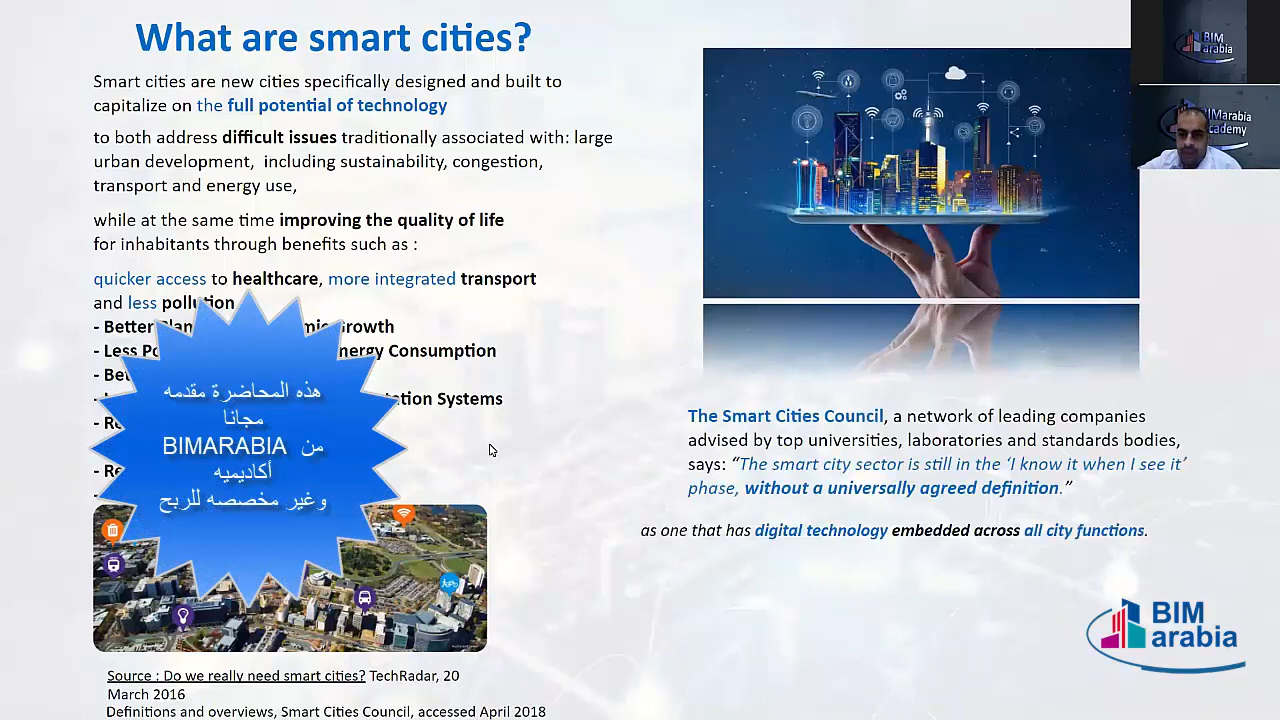 What are smart cities?
Smart cities are new cities specifically designed and built to
capitalize on the full potential of technology
to both address difficult issues traditionally associated with: large
urban development, including sustainability, congestion,
transport and energy use,
while at the same time improving the quality of life
for inhabitants through benefits such as :
quicker access to healthcare, more integrated transport
and less pollution
- Better Growth
- Less Consumption
Systems
هذه المحاضرة مقدمه
مجانا
من BIMARABIA
أكاديميه
وغير مخصصه للربح
Source : Do we really need smart cities? TechRadar, 20
March 2016
Definitions and overviews, Smart Cities Council, accessed April 2018
BIM
arabia
BIMarabia
The Smart Cities Council, a network of leading companies
advised by top universities, laboratories and standards bodies,
says: “The smart city sector is still in the ‘I know it when I see it’
phase, without a universally agreed definition.”
as one that has digital technology embedded across all city functions.
BIM
arabia